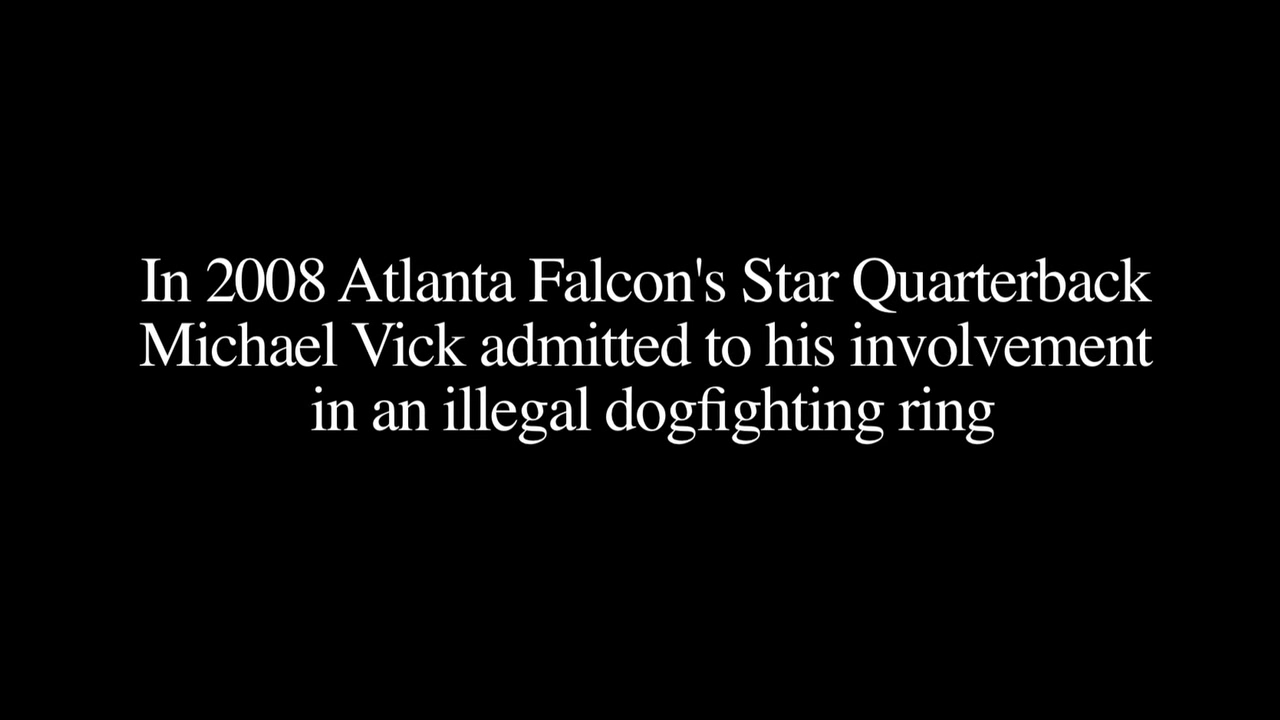 In 2008 Atlanta Falcon's Star Quarterback
Michael Vick admitted to his involvement
in an illegal dogfighting ring